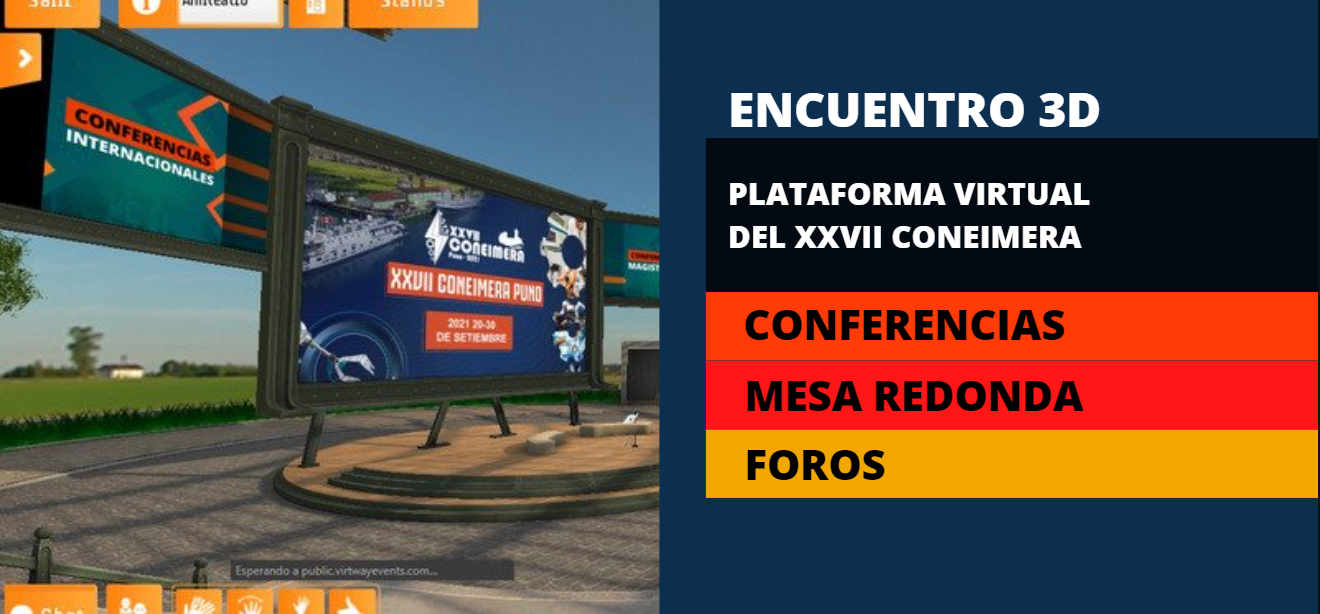 Salir
Anfiteatro
Stands
CONFERENCIAS
INTERNACIONALES
XXVII
CONEIMERA
XXVII CONEIMERA PUNO
2021 20-30
DE SETIEMBRE
Esperando a public.virtwayevents.com...
Chat
ENCUENTRO 3D
PLATAFORMA VIRTUAL
DEL XXVII CONEIMERA
CONFERENCIAS
MESA REDONDA
FOROS